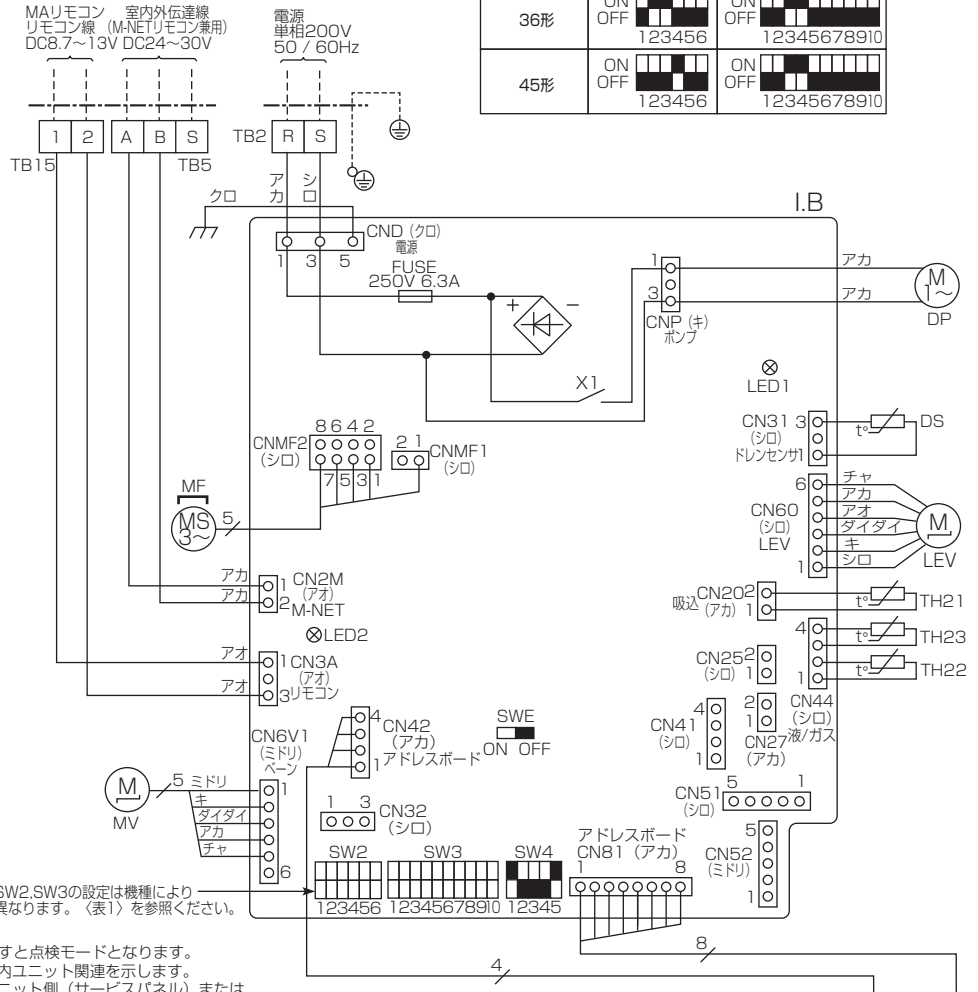 MAリモコン
リモコン線
DC8.7～13V
室内外伝達線
(M-NETリモコン兼用)
DC24～30V
電源
単相200V
50 / 60Hz
36形
ON
OFF
123456
ON
OFF
12345678910
45形
ON
OFF
123456
ON
OFF
12345678910
1 2 A B S
TB15
TB5
TB2 R S
アカ
シロ
クロ
I.B
CND (クロ)
電源
1 3 5
FUSE
250V 6.3A
+ −
X1
1
3
CNP (キ)
ポンプ
アカ
アカ
M
1～
DP
LED1
CN31 3
(シロ)
ドレンセンサ1
t°
DS
8642
CNMF2
(シロ)
7531
2 1
CNMF1
(シロ)
MF
MS
3～
5
6
CN60
(シロ)
LEV
1
チャ
アカ
アオ
ダイダイ
キ
シロ
M
LEV
アカ
アカ
1 CN2M
(アオ)
2 M-NET
LED2
吸込
CN20 2
(アカ) 1
t°
TH21
4
1
t°
TH23
t°
TH22
CN44
(シロ)
液/ガス
CN25 2
(シロ) 1
アオ
アオ
1 CN3A
(アオ)
3 リモコン
4
CN41
(シロ)
1
2
1
CN27
(アカ)
4
CN42
(アカ)
1 アドレスボード
SWE
ON OFF
CN6V1
(ミドリ)
ベーン
1
6
M
MV
5
ミドリ
キ
ダイダイ
アカ
チャ
1 3
CN32
(シロ)
CN51
(シロ)
5 1
5
CN52
(ミドリ)
1
SW2
123456
SW3
12345678910
SW4
12345
アドレスボード
CN81 (アカ)
1 8
SW2,SW3の設定は機種により
異なります。〈表1〉を参照ください。
すと点検モードとなります。
内ユニット関連を示します。
ニット側（サービスパネル）または
4
8